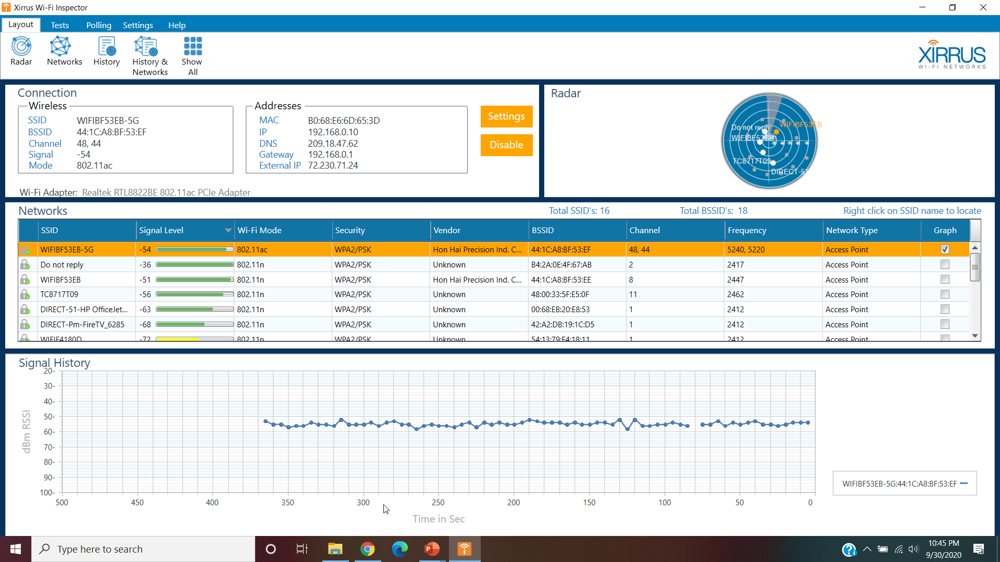 Xirrus Wi-Fi Inspector
Layout Tests Polling Settings Help
Radar Networks History History & Networks Show All
XIRRUS
WI-FI NETWORKS
Connection
Wireless
SSID WIFIBF53EB-5G
BSSID 44:1C:A8:BF:53:EF
Channel 48, 44
Signal -54
Mode 802.11ac
Addresses
MAC B0:68:E6:6D:65:3D
IP 192.168.0.10
DNS 209.18.47.62
Gateway 192.168.0.1
External IP 72.230.71.24
Settings
Disable
Wi-Fi Adapter: Realtek RTL8822BE 802.11ac PCIe Adapter
Radar
WIFIBF53EB
Do not reply
WIFIBF53EB
-50 -60 -70 -80 -90
TC8717T09
DIRECT-51
Networks
Total SSID's: 16 Total BSSID's: 18 Right click on SSID name to locate
SSID Signal Level Wi-Fi Mode Security Vendor BSSID Channel Frequency Network Type Graph
WIFIBF53EB-5G -54 802.11ac WPA2/PSK Hon Hai Precision Ind. C... 44:1C:A8:BF:53:EF 48, 44 5240, 5220 Access Point
Do not reply -36 802.11n WPA2/PSK Unknown B4:2A:0E:4F:67:AB 2 2417 Access Point
WIFIBF53EB -51 802.11n WPA2/PSK Hon Hai Precision Ind. C... 44:1C:A8:BF:53:EE 8 2447 Access Point
TC8717T09 -56 802.11n WPA2/PSK Unknown 48:00:33:5F:E5:0F 11 2462 Access Point
DIRECT-51-HP OfficeJet... -63 802.11n WPA2/PSK Unknown 00:68:EB:20:E8:53 1 2412 Access Point
DIRECT-Pm-FireTV_6285 -68 802.11n WPA2/PSK Unknown 42:A2:DB:19:1C:D5 1 2412 Access Point
WIFIF4180D -72 802.11n WPA2/PSK Unknown 54:13:79:F4:18:11 1 2412 Access Point
Signal History
20-
30-
40-
50-
60-
70-
80-
90-
100-
dBm RSSI
500 450 400 350 300 250 200 150 100 50 0
Time in Sec
WIFIBF53EB-5G:44:1C:A8:BF:53:EF
Type here to search
10:45 PM
9/30/2020